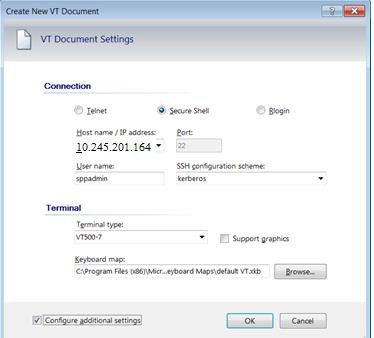 Create New VT Document
VT Document Settings
Connection
Telnet
Secure Shell
Rlogin
Host name / IP address:
Port:
10.245.201.164
22
User name:
SSH configuration scheme:
sppadmin
kerberos
Terminal
Terminal type:
VT500-7
Support graphics
Keyboard map:
C:\Program Files (x86)\Micr...eyboard Maps\default VT.xkb
Browse...
Configure additional settings
OK
Cancel